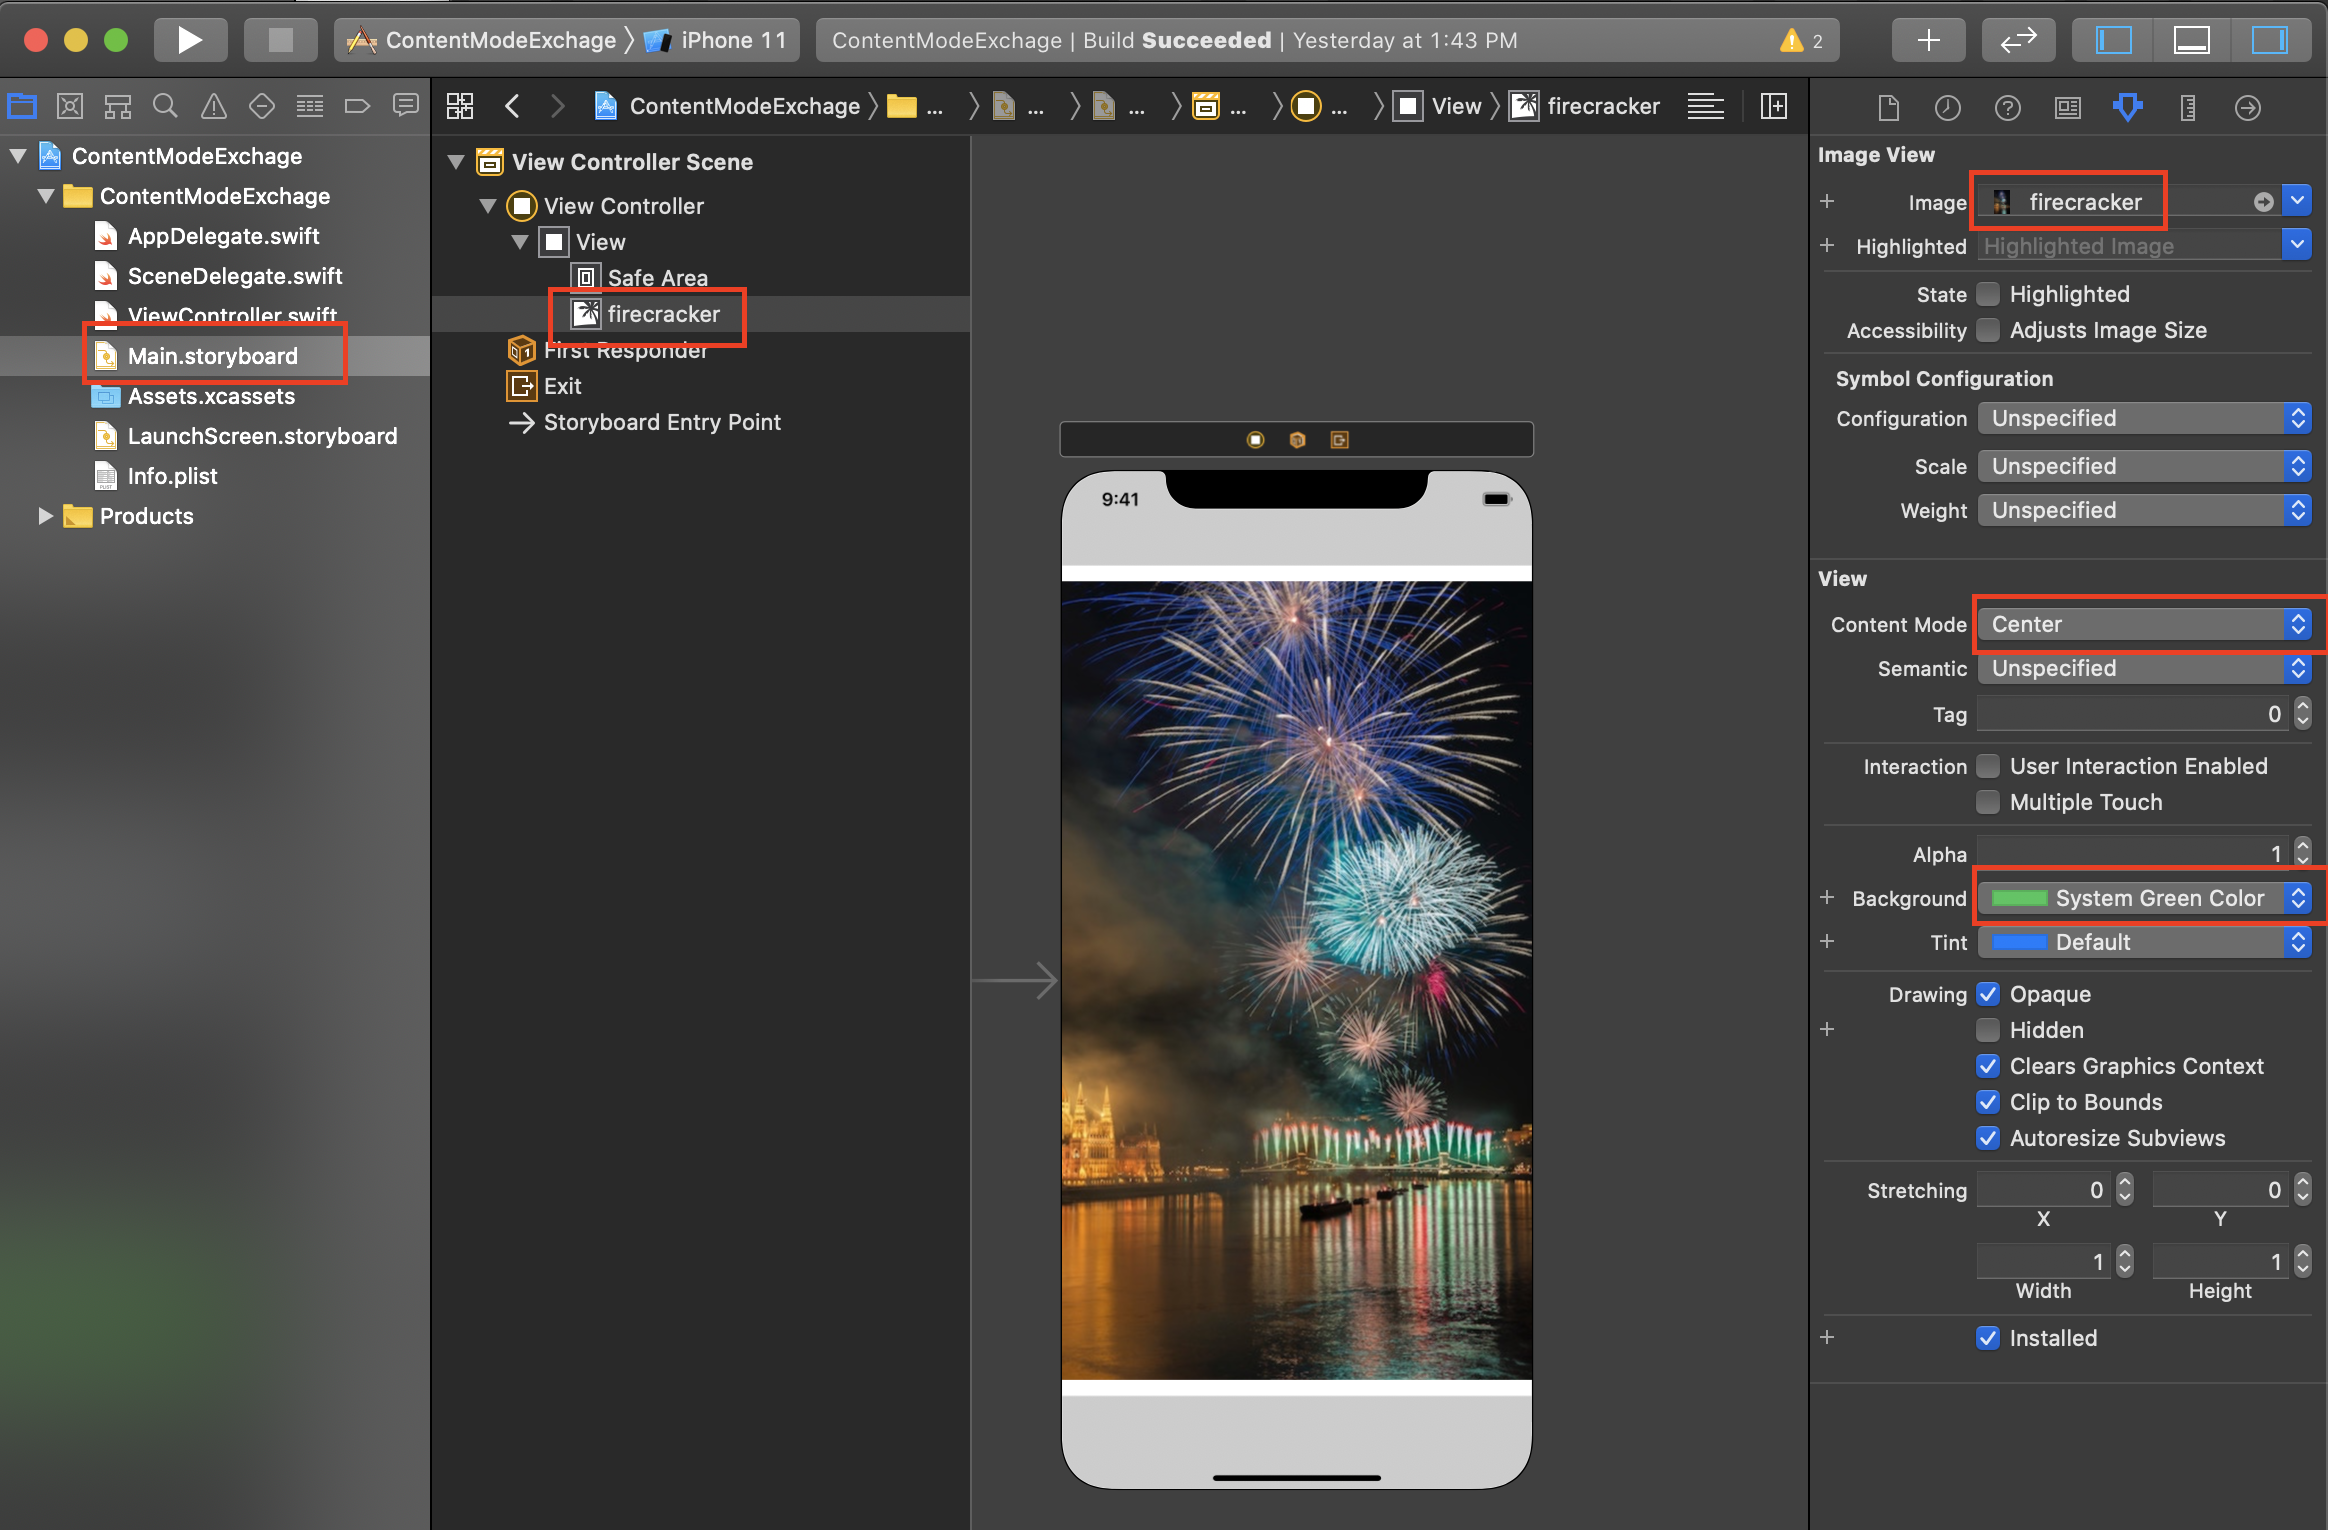 ContentModeExchage iPhone 11
ContentModeExchage | Build Succeeded | Yesterday at 1:43 PM
2
ContentModeExchage ... ... ... ... ... View firecracker
ContentModeExchage
ContentModeExchage
AppDelegate.swift
SceneDelegate.swift
ViewController.swift
Main.storyboard
Assets.xcassets
LaunchScreen.storyboard
Info.plist
Products
View Controller Scene
View Controller
View
Safe Area
firecracker
First Responder
Exit
Storyboard Entry Point
9:41
Image View
Image firecracker
Highlighted Highlighted Image
State Highlighted
Accessibility Adjusts Image Size
Symbol Configuration
Configuration Unspecified
Scale Unspecified
Weight Unspecified
View
Content Mode Center
Semantic Unspecified
Tag 0
Interaction User Interaction Enabled
Multiple Touch
Alpha 1
Background System Green Color
Tint Default
Drawing Opaque
Hidden
Clears Graphics Context
Clip to Bounds
Autoresize Subviews
Stretching 0 0
X Y
1 1
Width Height
Installed